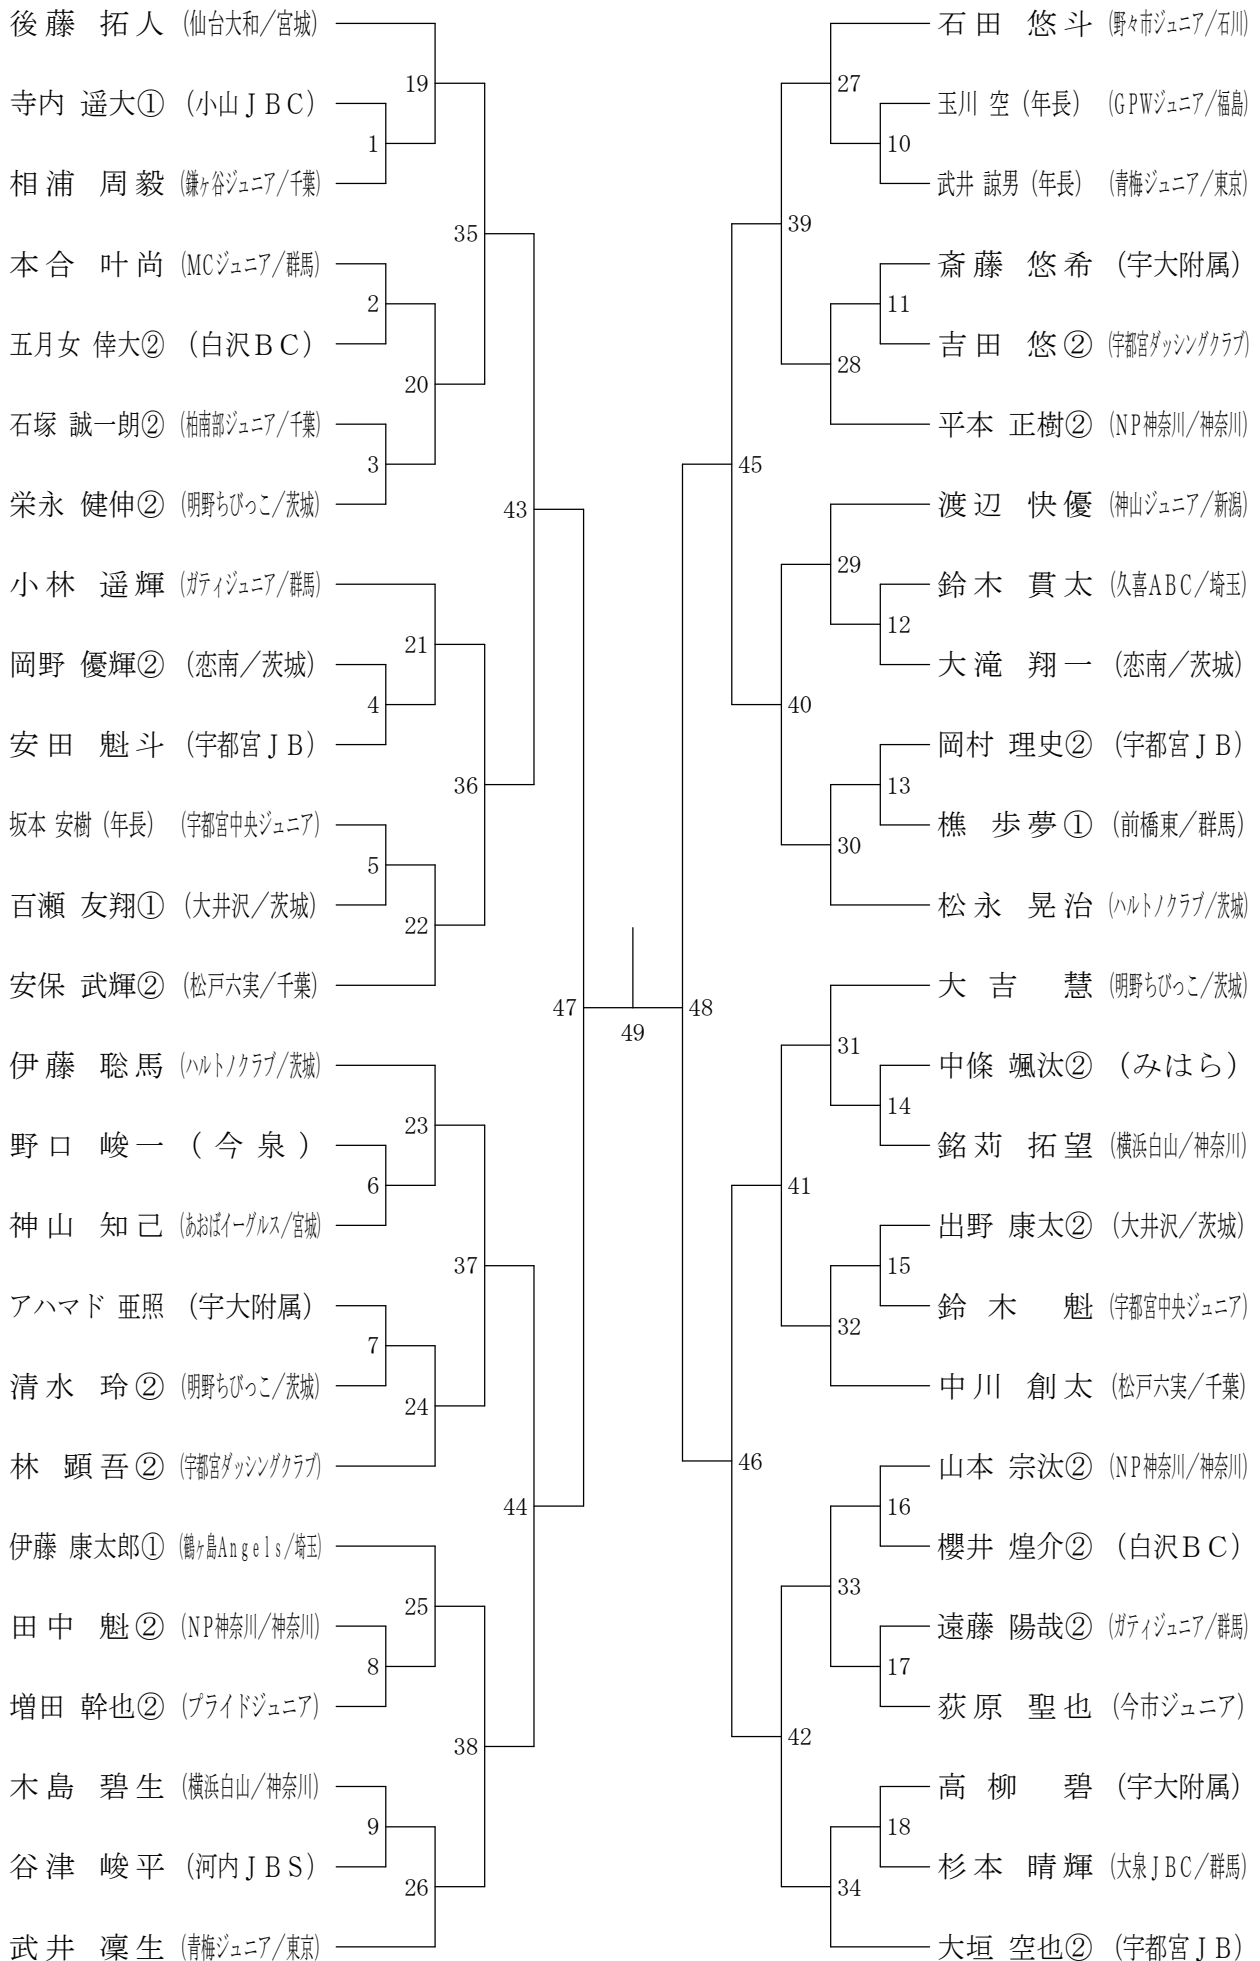 後藤 拓人 (仙台大和／宮城)
19
寺内 遥大① (小山ＪＢＣ)
1
相浦 周毅 (鎌ヶ谷ジュニア／千葉)
35
本合 叶尚 (MCジュニア／群馬)
2
五月女 倖大② (白沢ＢＣ)
20
石塚 誠一朗② (柏南部ジュニア／千葉)
3
栄永 健伸② (明野ちびっこ／茨城)
43
小林 遥輝 (ガティジュニア／群馬)
21
岡野 優輝② (恋南／茨城)
4
安田 魁斗 (宇都宮ＪＢ)
36
坂本 安樹（年長） (宇都宮中央ジュニア)
5
百瀬 友翔① (大井沢／茨城)
22
安保 武輝② (松戸六実／千葉)
47
伊藤 聡馬 (ハルトノクラブ／茨城)
23
野口 峻一 (今泉)
6
神山 知己 (あおばイーグルス／宮城)
37
アハマド 亜照 (宇大附属)
7
清水 玲② (明野ちびっこ／茨城)
24
林 顕吾② (宇都宮ダッシングクラブ)
44
伊藤 康太郎① (鶴ヶ島Angels／埼玉)
25
田中 魁② (NP神奈川／神奈川)
8
増田 幹也② (プライドジュニア)
38
木島 碧生 (横浜白山／神奈川)
9
谷津 峻平 (河内ＪＢＳ)
26
武井 凜生 (青梅ジュニア／東京)
49
石田 悠斗 (野々市ジュニア／石川)
27
玉川 空（年長） (GPWジュニア／福島)
10
武井 諒男（年長） (青梅ジュニア／東京)
39
斎藤 悠希 (宇大附属)
11
吉田 悠② (宇都宮ダッシングクラブ)
28
平本 正樹② (NP神奈川／神奈川)
45
渡辺 快優 (神山ジュニア／新潟)
29
鈴木 貫太 (久喜ABC／埼玉)
12
大滝 翔一 (恋南／茨城)
40
岡村 理史② (宇都宮ＪＢ)
13
樵 歩夢① (前橋東／群馬)
30
松永 晃治 (ハルトノクラブ／茨城)
48
大吉 慧 (明野ちびっこ／茨城)
31
中條 颯汰② (みはら)
14
銘苅 拓望 (横浜白山／神奈川)
41
出野 康太② (大井沢／茨城)
15
鈴木 魁 (宇都宮中央ジュニア)
32
中川 創太 (松戸六実／千葉)
46
山本 宗汰② (NP神奈川／神奈川)
16
櫻井 煌介② (白沢ＢＣ)
33
遠藤 陽哉② (ガティジュニア／群馬)
17
荻原 聖也 (今市ジュニア)
42
高柳 碧 (宇大附属)
18
杉本 晴輝 (大泉JBC／群馬)
34
大垣 空也② (宇都宮ＪＢ)